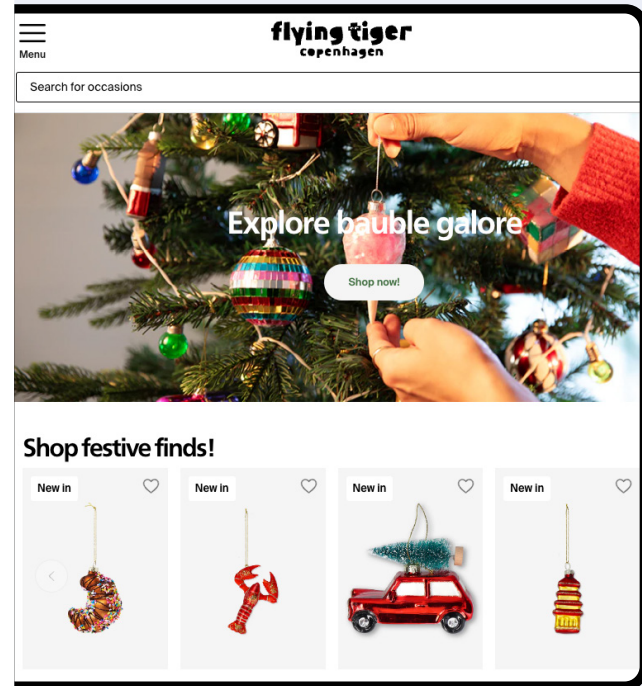 flying tiger
copenhagen
Menu
Search for occasions
Explore bauble galore
Shop now!
Shop festive finds!
New in
New in
New in
New in